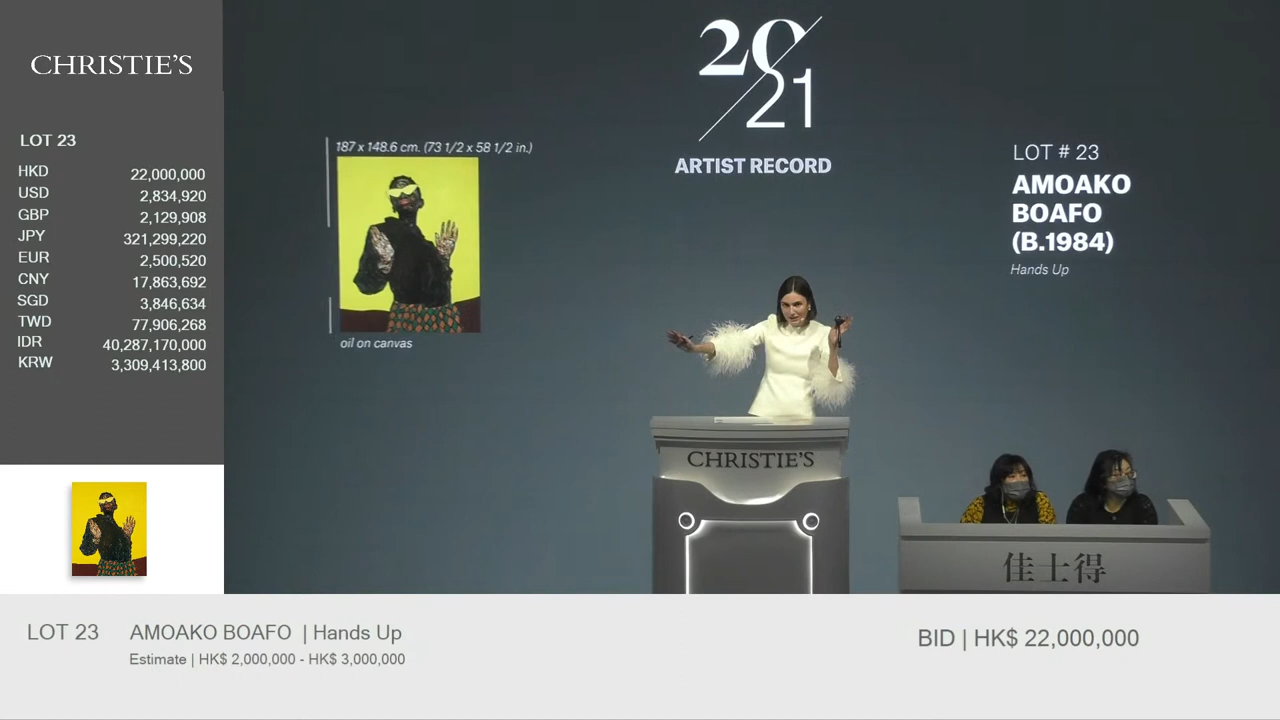 CHRISTIE'S
LOT 23
HKD 22,000,000
USD 2,834,920
GBP 2,129,908
JPY 321,299,220
EUR 2,500,520
CNY 17,863,692
SGD 3,846,634
TWD 77,906,268
IDR 40,287,170,000
KRW 3,309,413,800
20
21
ARTIST RECORD
187 x 148.6 cm. (73 1/2 x 58 1/2 in.)
oil on canvas
LOT # 23
AMOAKO
BOAFO
(B.1984)
Hands Up
CHRISTIE'S
佳士得
LOT 23 AMOAKO BOAFO | Hands Up
Estimate | HK$ 2,000,000 - HK$ 3,000,000
BID | HK$ 22,000,000